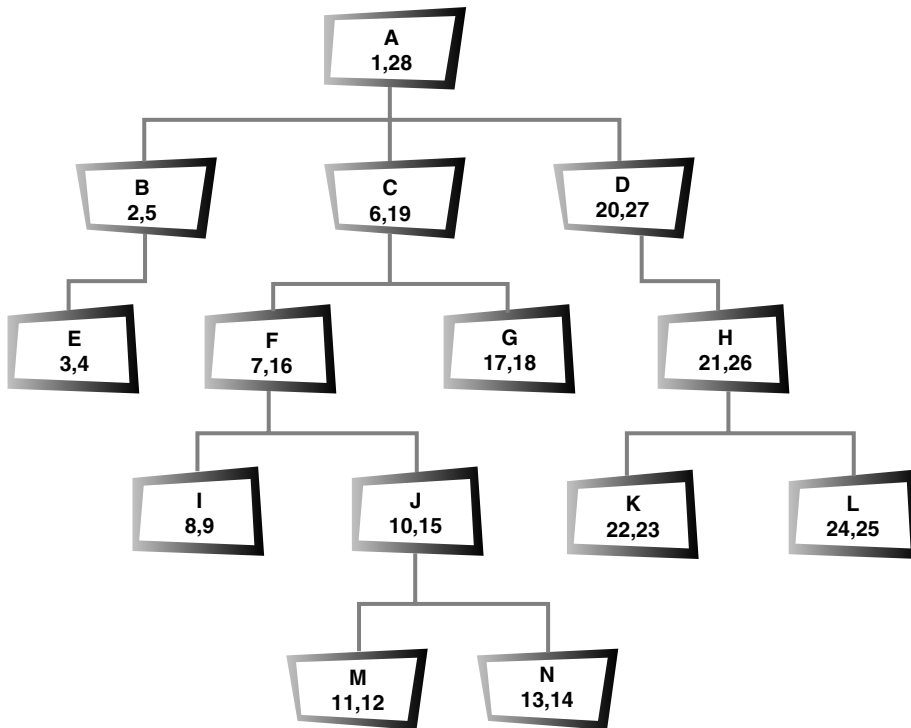 A
1,28
B
2,5
C
6,19
D
20,27
E
3,4
F
7,16
G
17,18
H
21,26
I
8,9
J
10,15
K
22,23
L
24,25
M
11,12
N
13,14